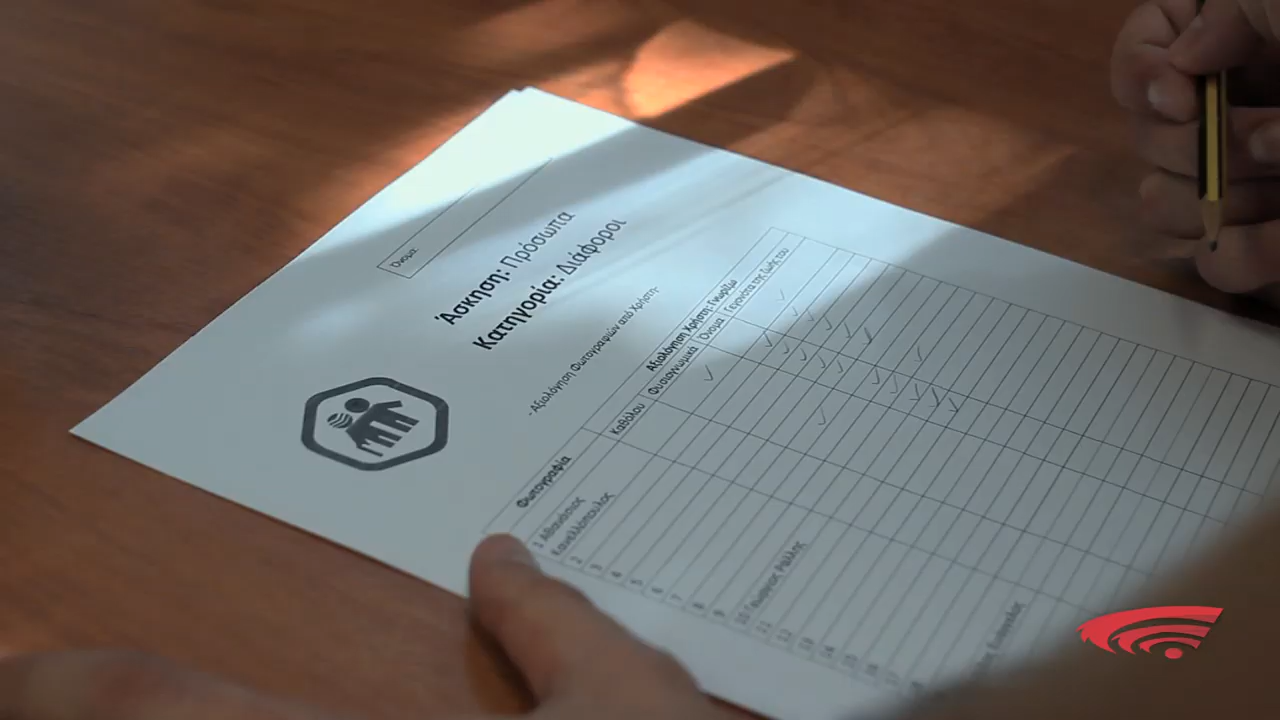 Όνομα:
Άσκηση: Πρόσωπα
Κατηγορία: Διάφοροι
-Αξιολόγηση Φωτογραφιών από Χρήστη-
Αξιολόγηση Χρήστη: Γνωρίζω
Φωτογραφία
Καθόλου
Φυσιογνωμικά
Όνομα
Γεγονότα της ζωής του
1 Αθανάσιος
Κανελλόπουλος
2
3
4
5
6
7
8
9
10 Γεώργιος Ράλλης
11
12
13
14
15
16
17